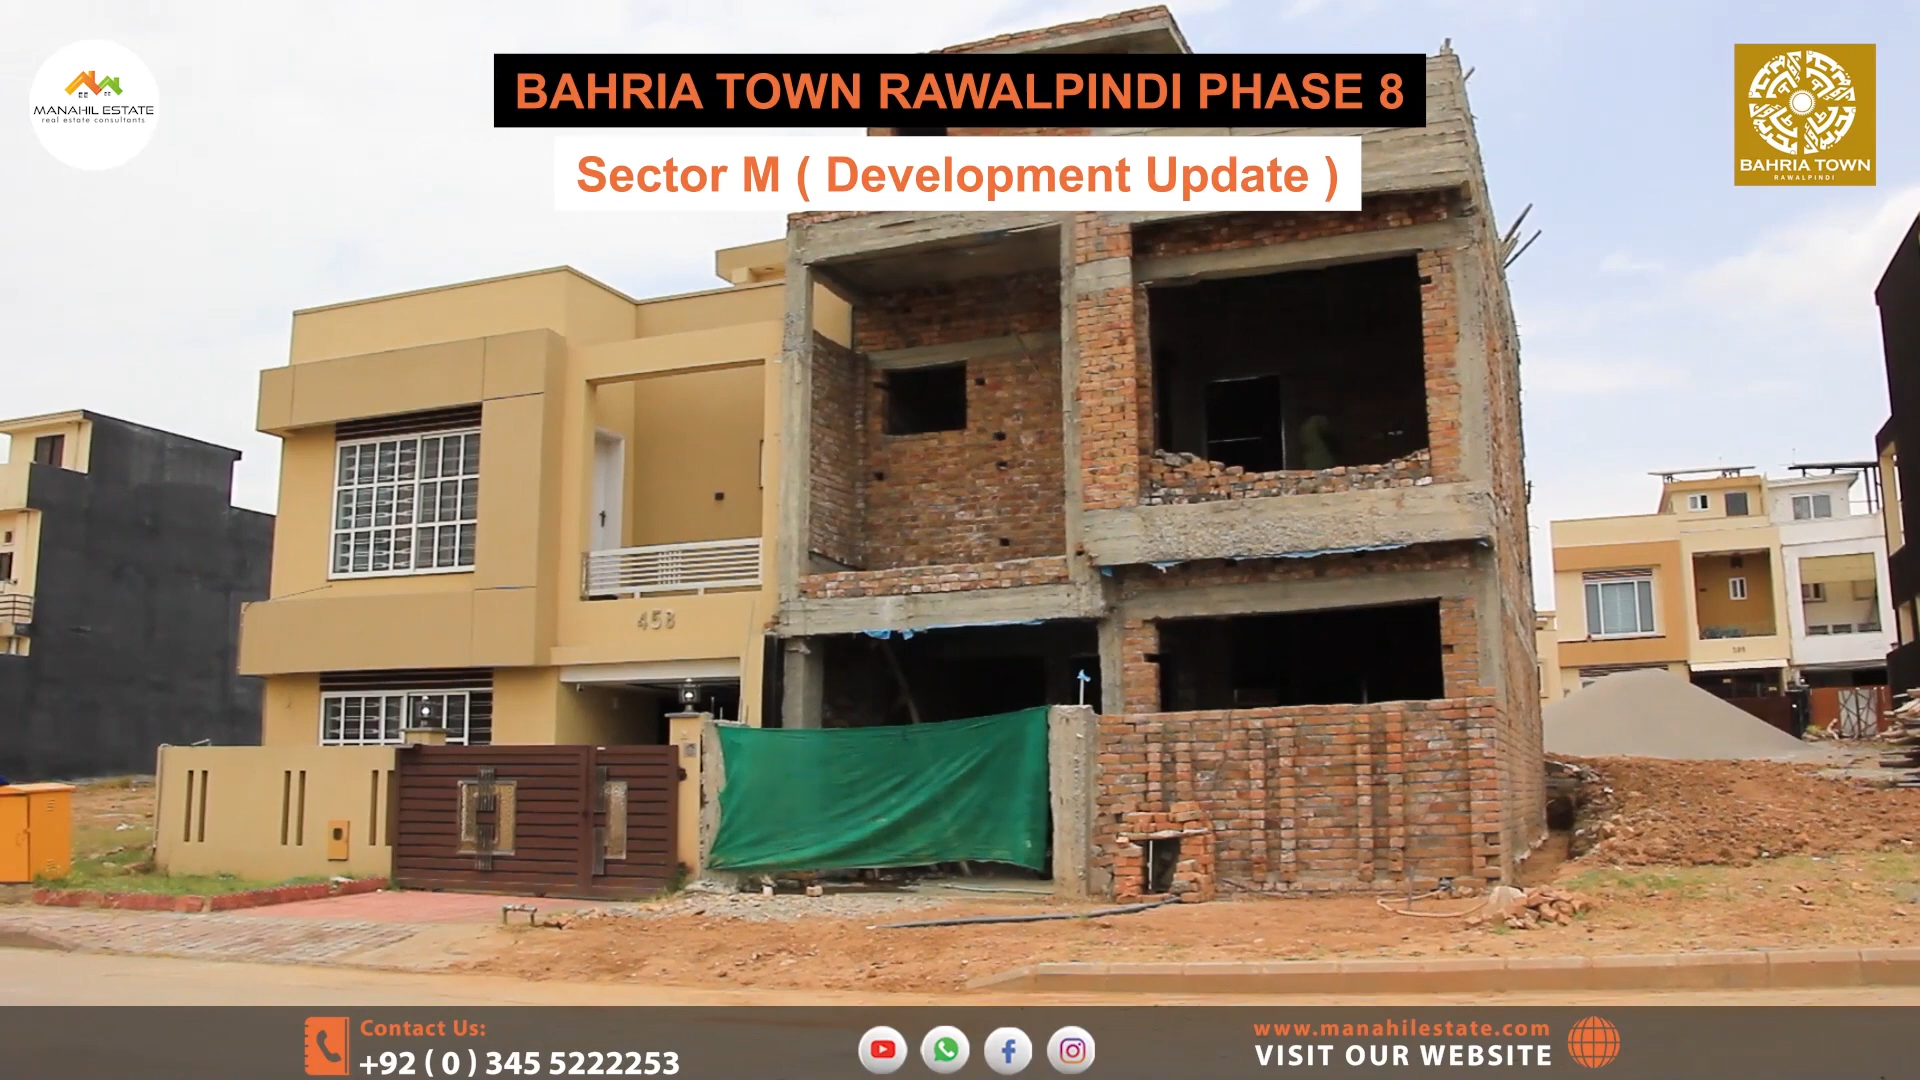 MANAHIL ESTATE
real estate consultants
BAHRIA TOWN RAWALPINDI PHASE 8
Sector M ( Development Update )
BAHRIA TOWN
RAWALPINDI
458
Contact Us:
+92 ( 0 ) 345 5222253
www.manahilestate.com
VISIT OUR WEBSITE